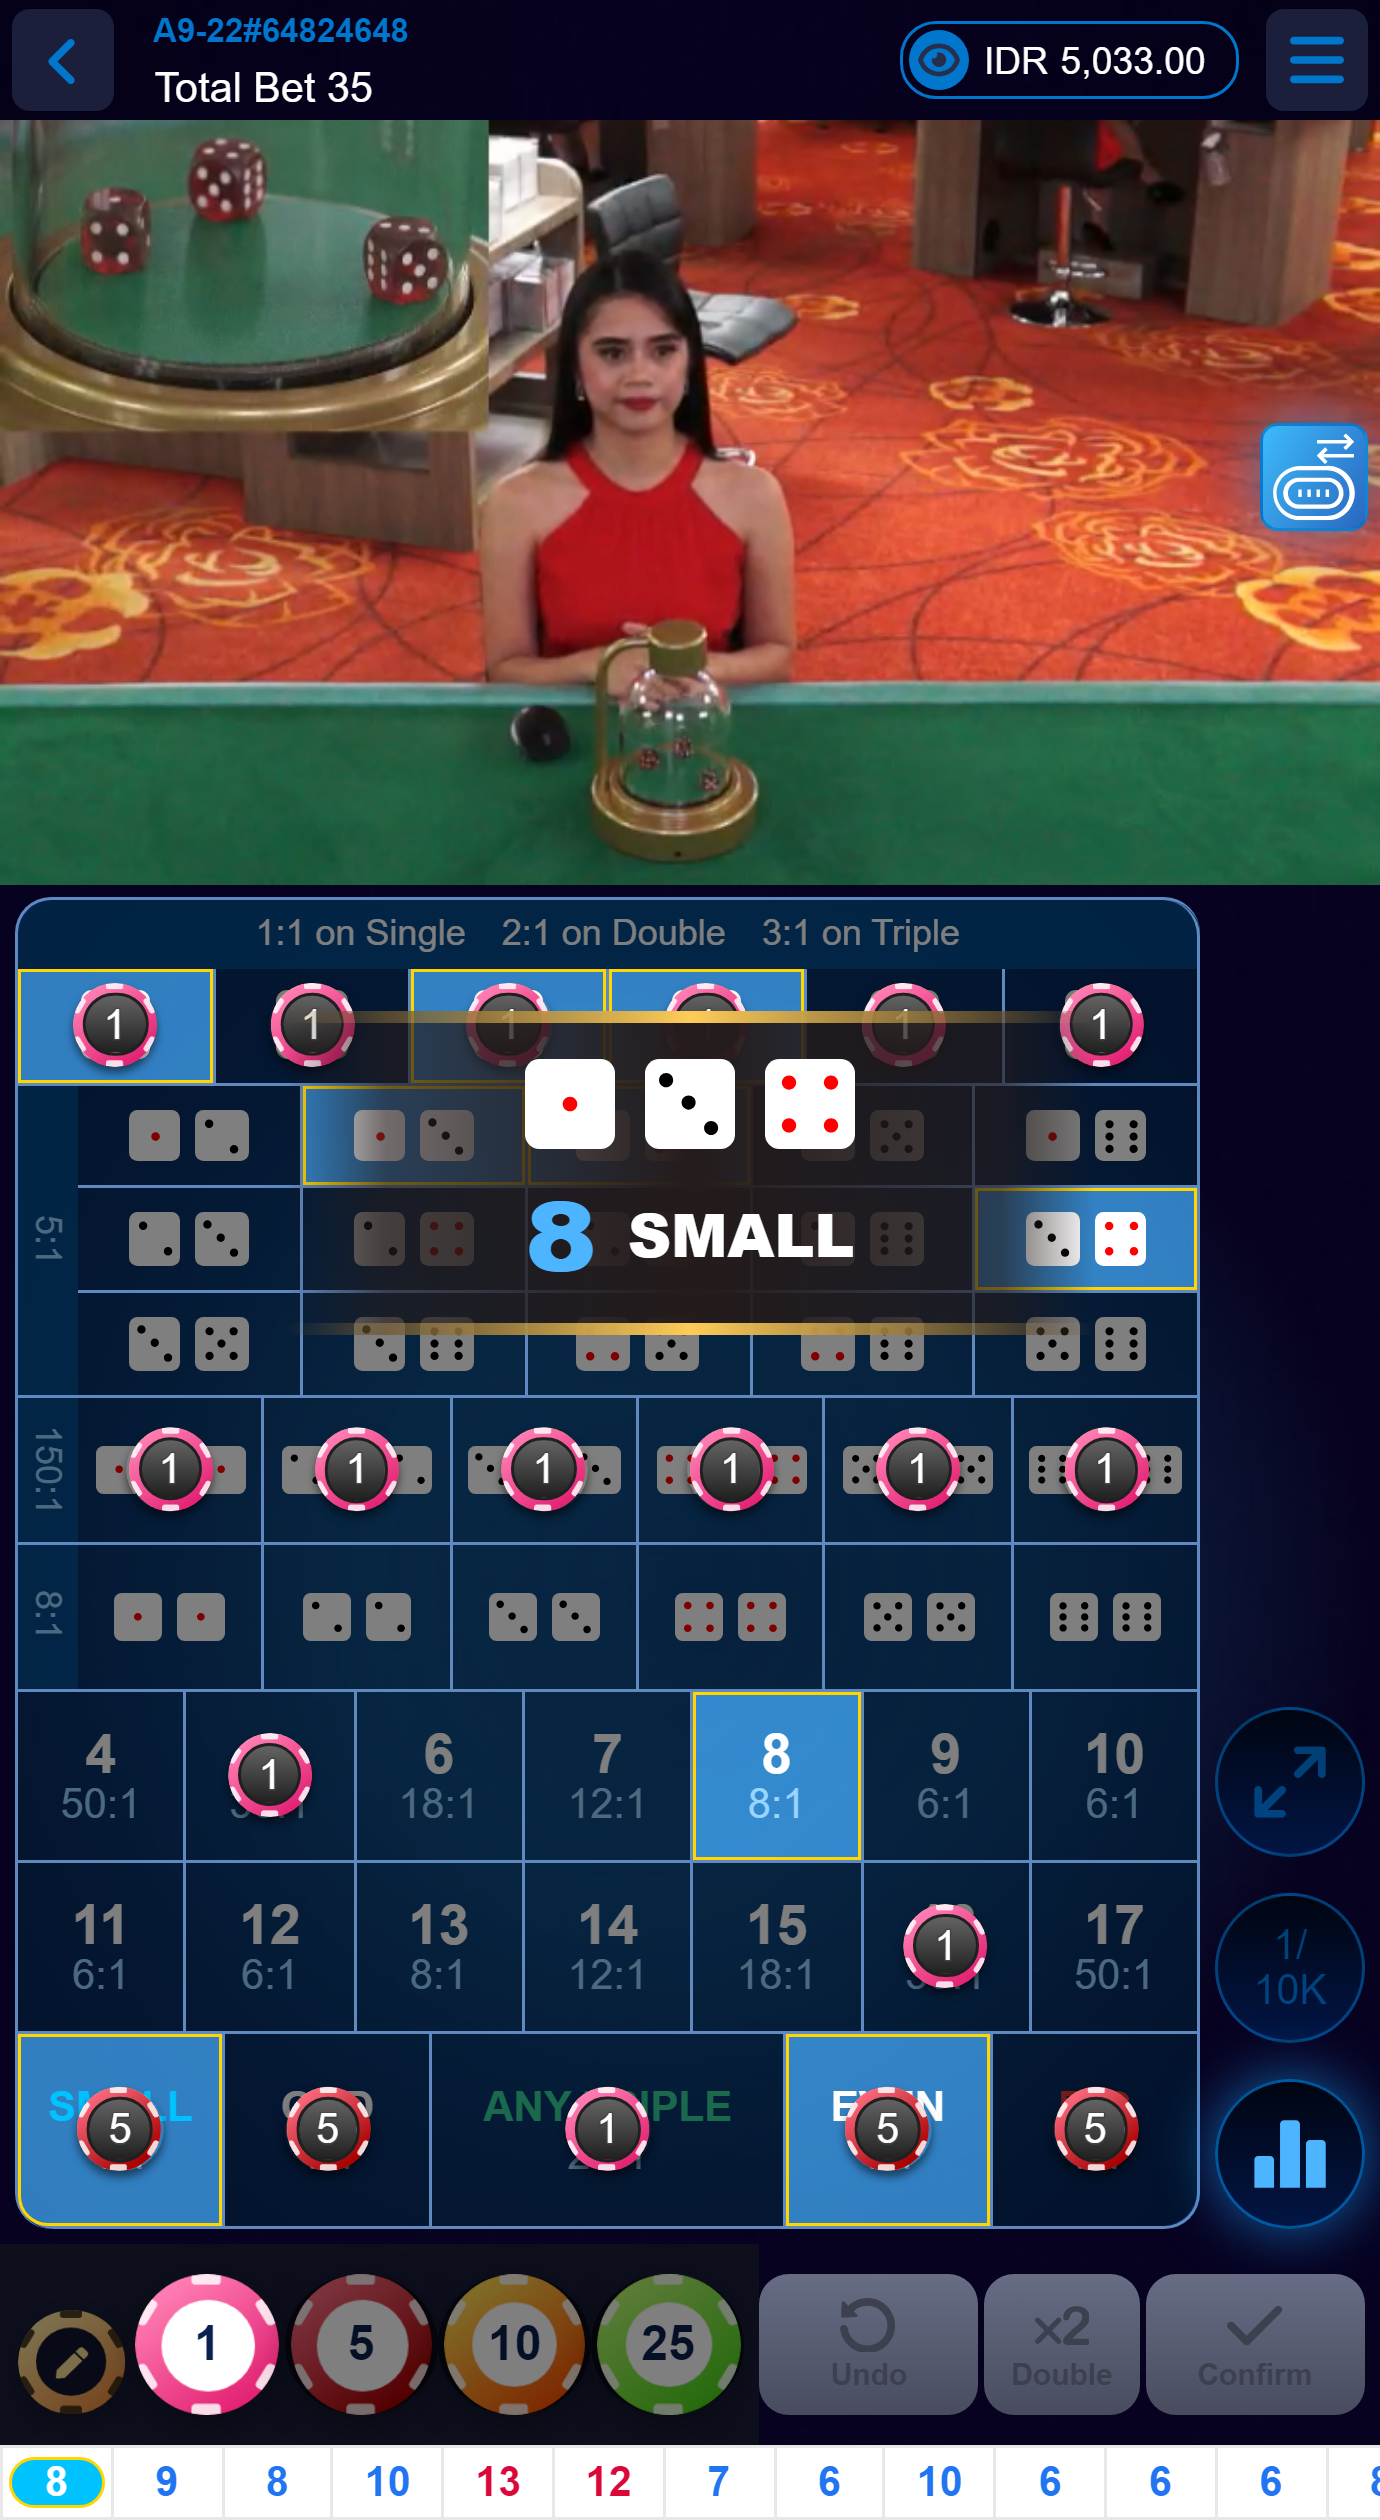 A9-22#64824648
Total Bet 35
IDR 5,033.00
1:1 on Single 2:1 on Double 3:1 on Triple
1 1 1 1 1 1
5:1
8 SMALL
150:1
1 1 1 1 1 1
8:1
4 1 6 7 8 9 10
50:1 18:1 12:1 8:1 6:1 6:1
11 12 13 14 15 1 17
6:1 6:1 8:1 12:1 18:1 50:1
1/
10K
5 5 1 5 5
1 5 10 25
x2
Undo Double Confirm
8 9 8 10 13 12 7 6 10 6 6 6